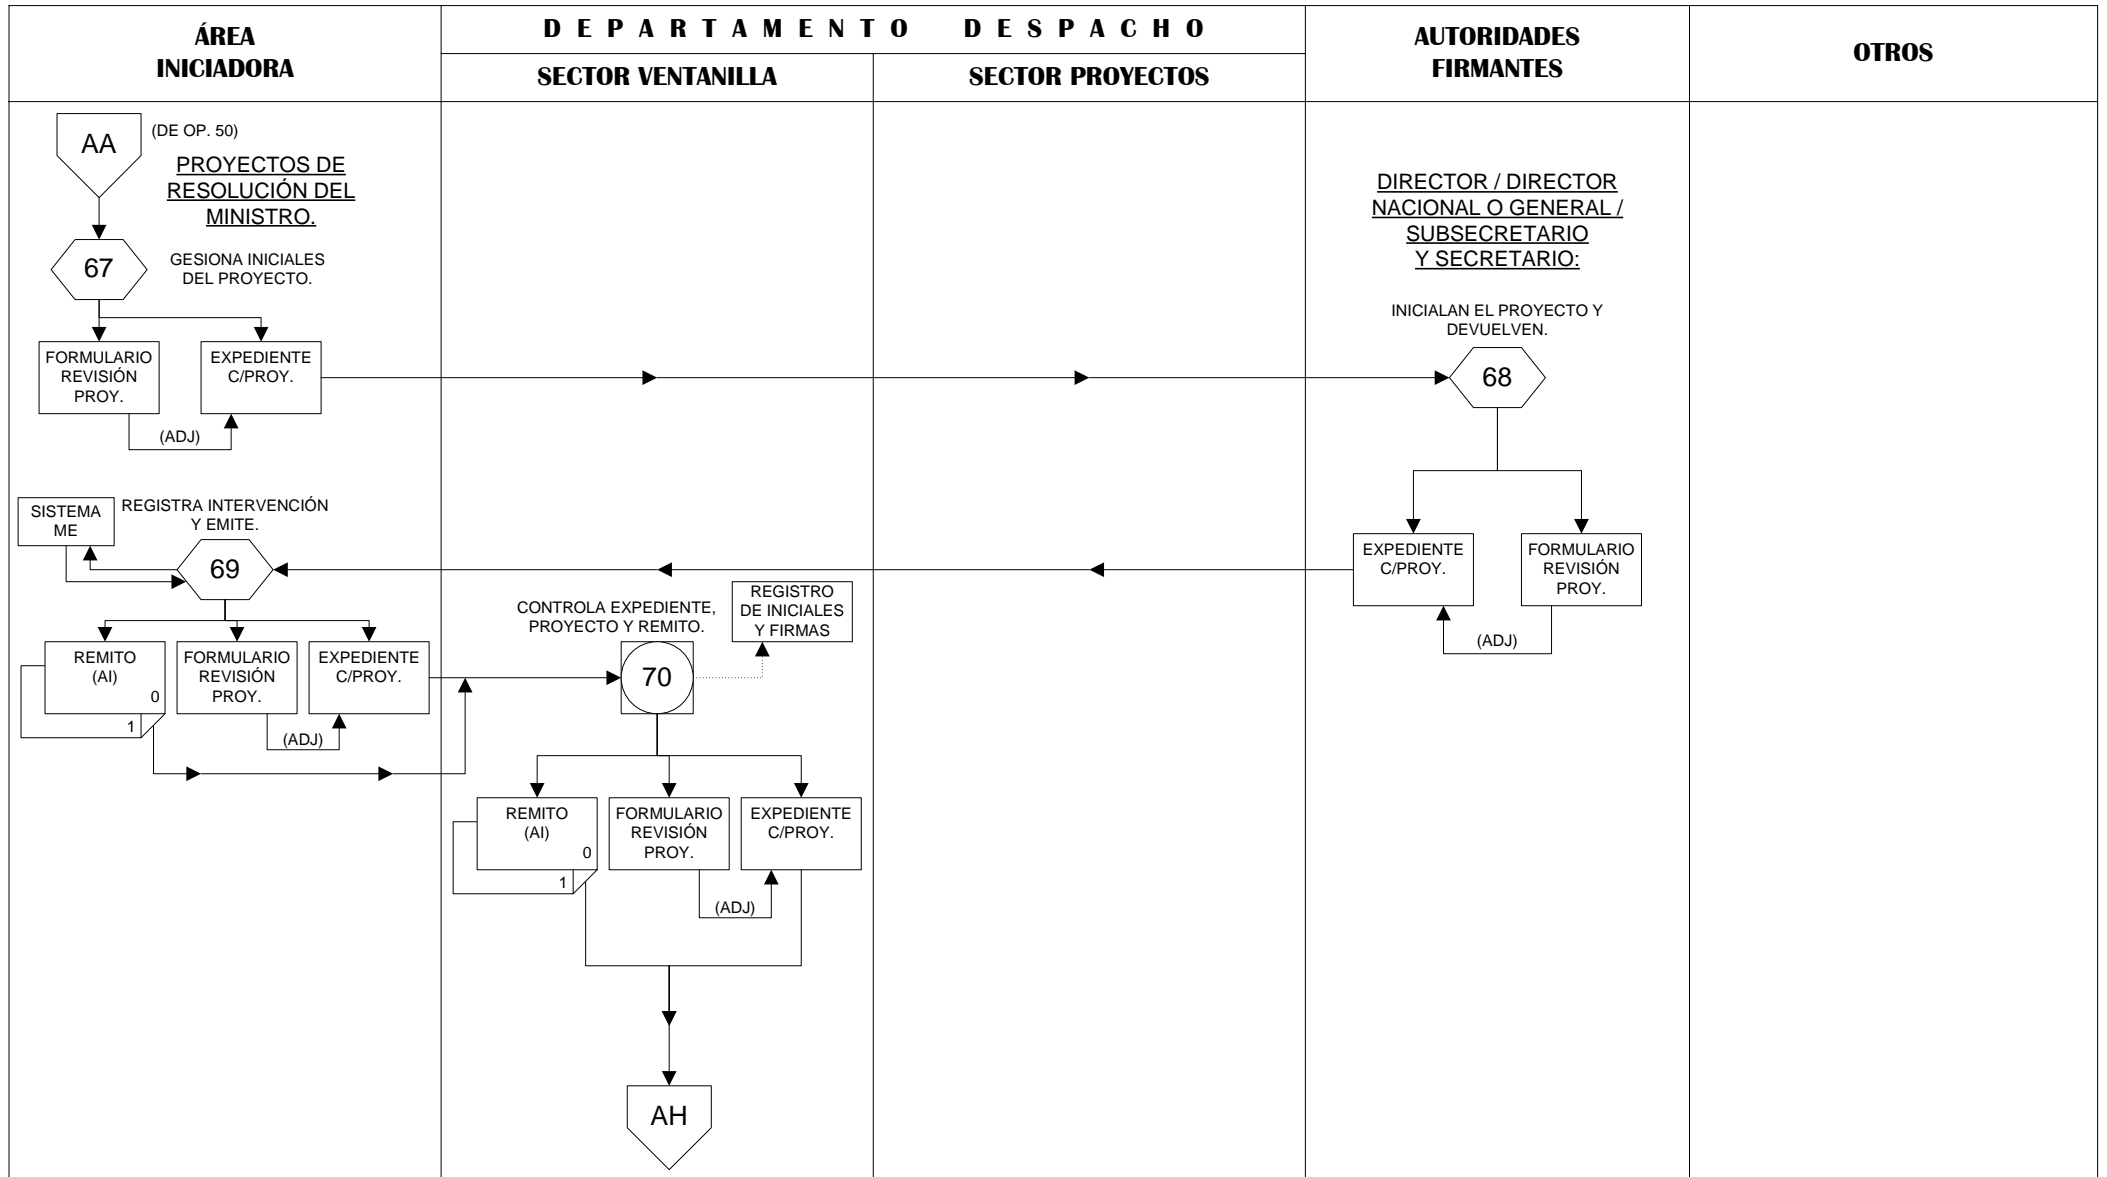 ÁREA
INICIADORA
DEPARTAMENTO DESPACHO
SECTOR VENTANILLA
SECTOR PROYECTOS
AUTORIDADES
FIRMANTES
OTROS
AA
(DE OP. 50)
PROYECTOS DE
RESOLUCIÓN DEL
MINISTRO.
67
GESIONA INICIALES
DEL PROYECTO.
FORMULARIO
REVISIÓN
PROY.
EXPEDIENTE
C/PROY.
(ADJ)
DIRECTOR / DIRECTOR
NACIONAL O GENERAL /
SUBSECRETARIO
Y SECRETARIO:
INICIALAN EL PROYECTO Y
DEVUELVEN.
68
EXPEDIENTE
C/PROY.
FORMULARIO
REVISIÓN
PROY.
(ADJ)
SISTEMA
ME
REGISTRA INTERVENCIÓN
Y EMITE.
69
REMITO
(AI)
0
1
FORMULARIO
REVISIÓN
PROY.
EXPEDIENTE
C/PROY.
(ADJ)
CONTROLA EXPEDIENTE,
PROYECTO Y REMITO.
REGISTRO
DE INICIALES
Y FIRMAS
70
REMITO
(AI)
0
1
FORMULARIO
REVISIÓN
PROY.
EXPEDIENTE
C/PROY.
(ADJ)
AH